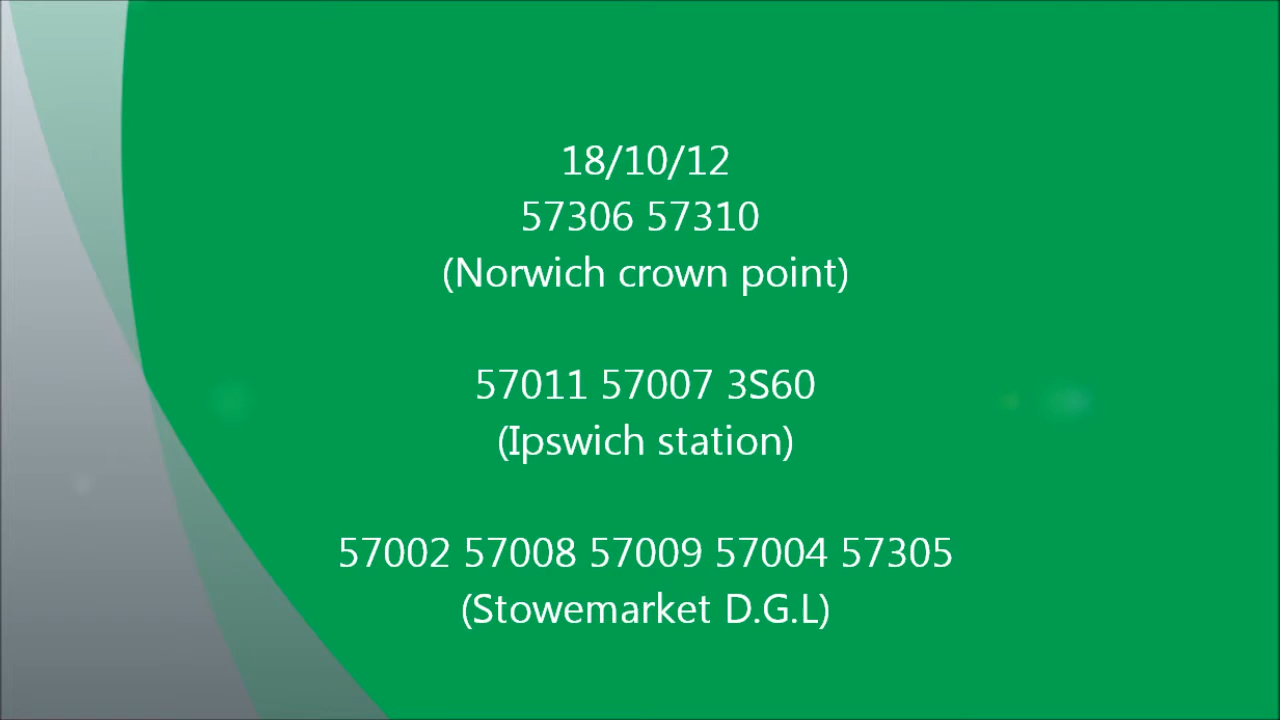 18/10/12
57306 57310
(Norwich crown point)
57011 57007 3S60
(Ipswich station)
57002 57008 57009 57004 57305
(Stowemarket D.G.L)